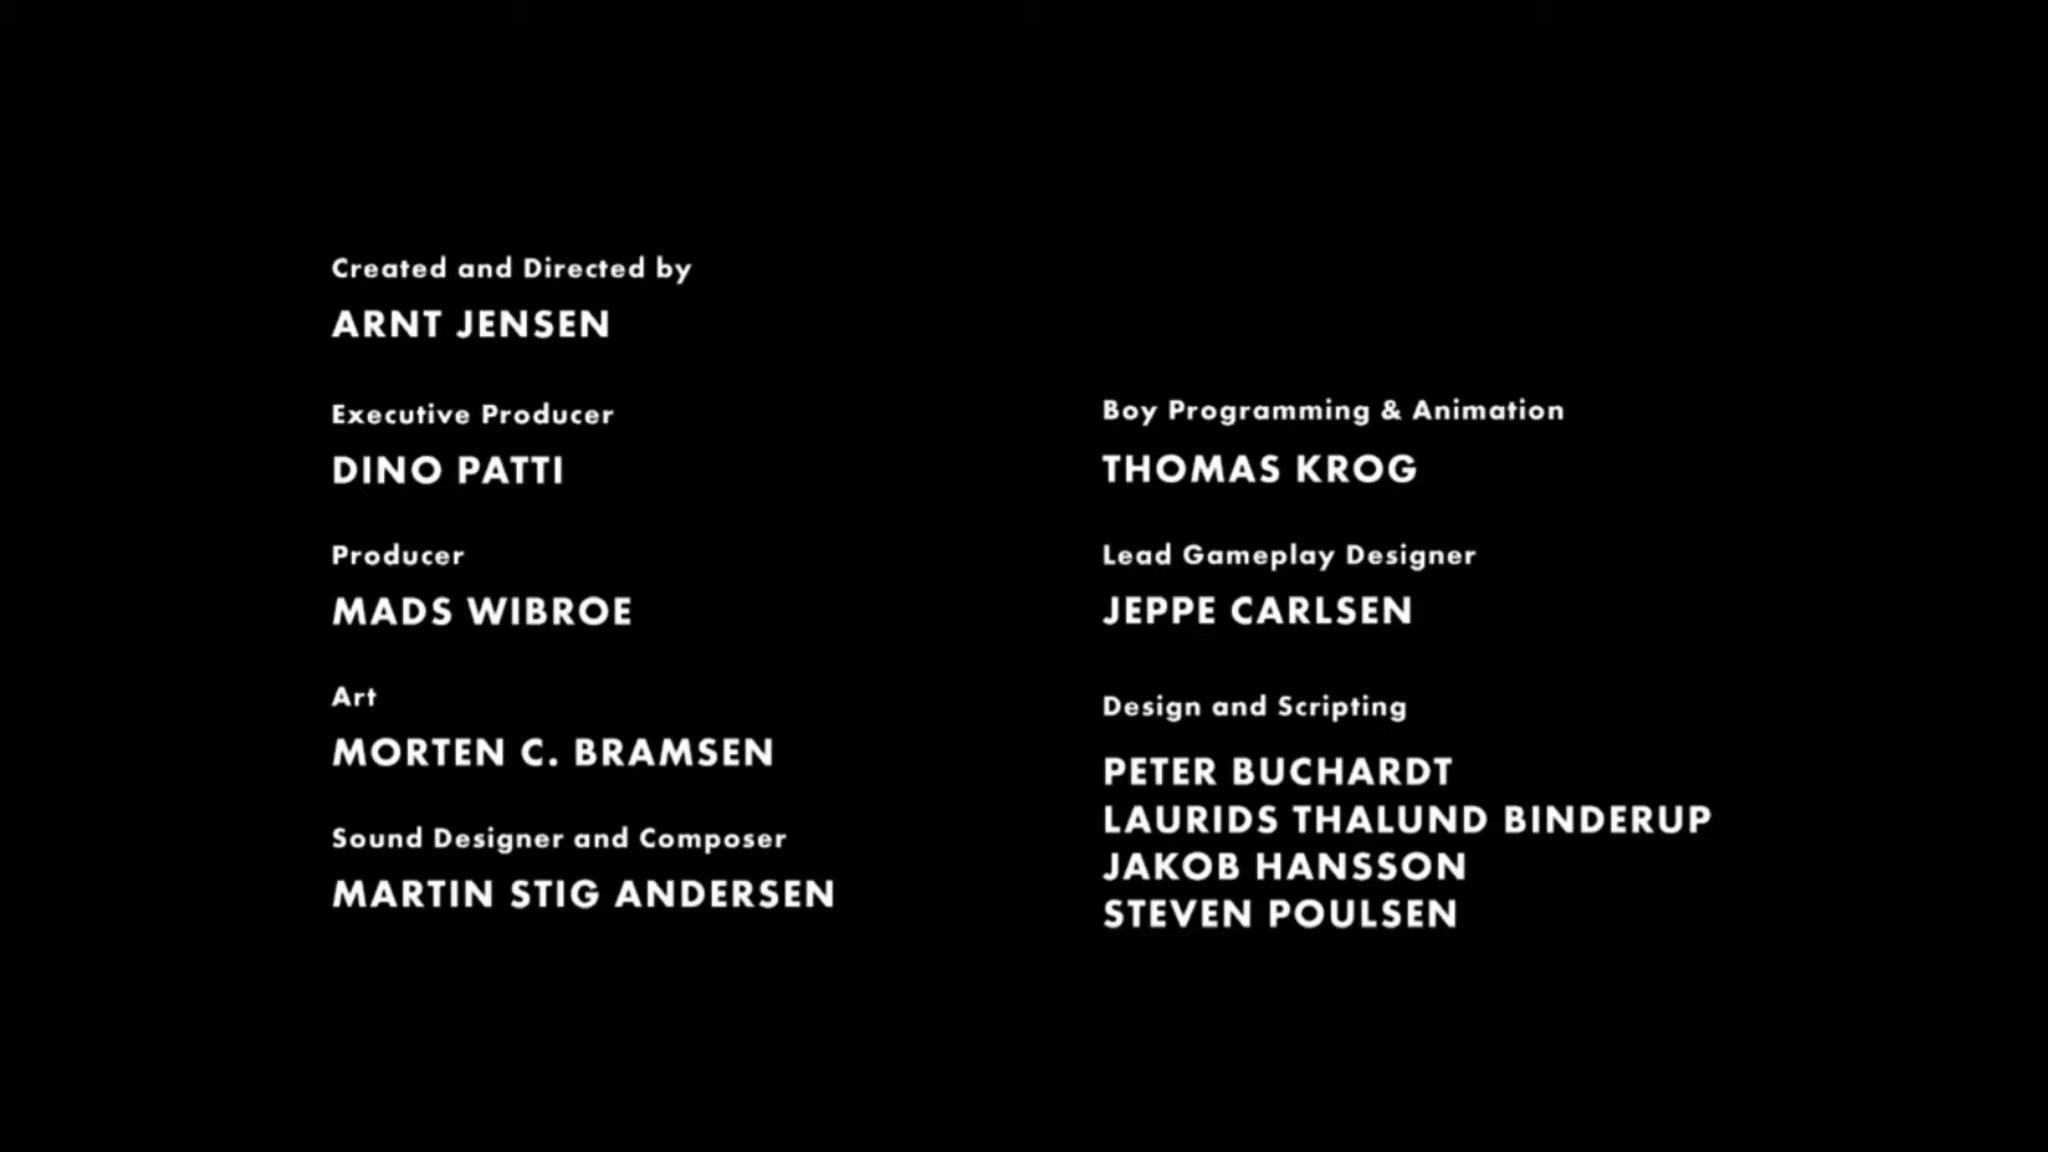 Created and Directed by
ARNT JENSEN
Executive Producer
DINO PATTI
Producer
MADS WIBROE
Art
MORTEN C. BRAMSEN
Sound Designer and Composer
MARTIN STIG ANDERSEN
Boy Programming & Animation
THOMAS KROG
Lead Gameplay Designer
JEPPE CARLSEN
Design and Scripting
PETER BUCHARDT
LAURIDS THALUND BINDERUP
JAKOB HANSSON
STEVEN POULSEN